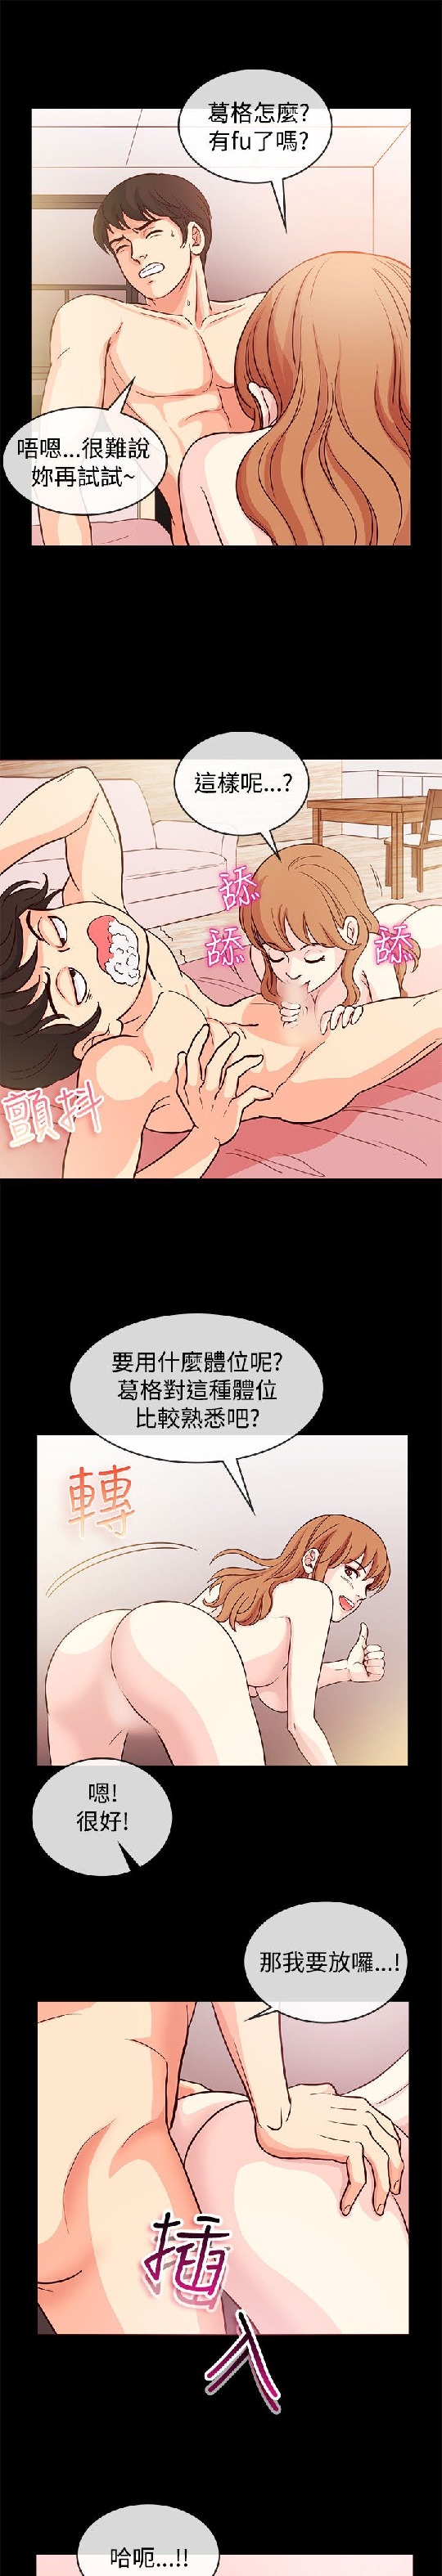 葛格怎麼?
有fu了嗎?
唔嗯...很難說
妳再試試~
這樣呢...?
舔
舔
舔
顫抖
要用什麼體位呢?
葛格對這種體位
比較熟悉吧?
轉
嗯!
很好!
那我要放囉...!
插
入
哈呃...!!